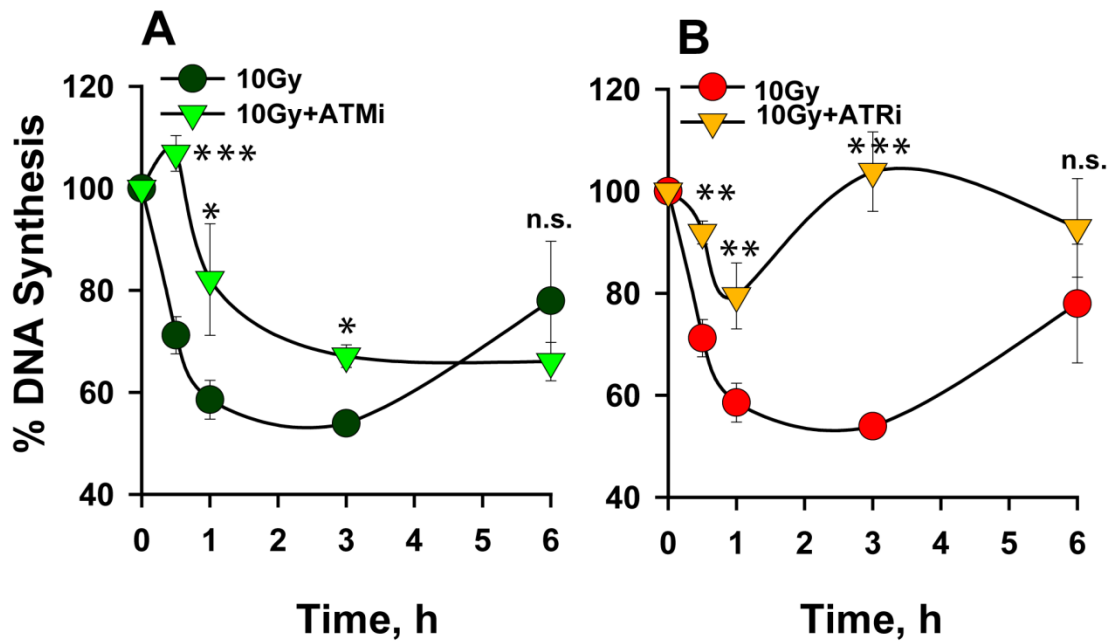 A
10Gy
10Gy+ATMi
120
100
80
60
40
% DNA Synthesis
***
*
*
n.s.
0 1 2 3 4 5 6
Time, h
B
10Gy
10Gy+ATRi
120
100
80
60
40
**
**
***
n.s.
0 1 2 3 4 5 6
Time, h